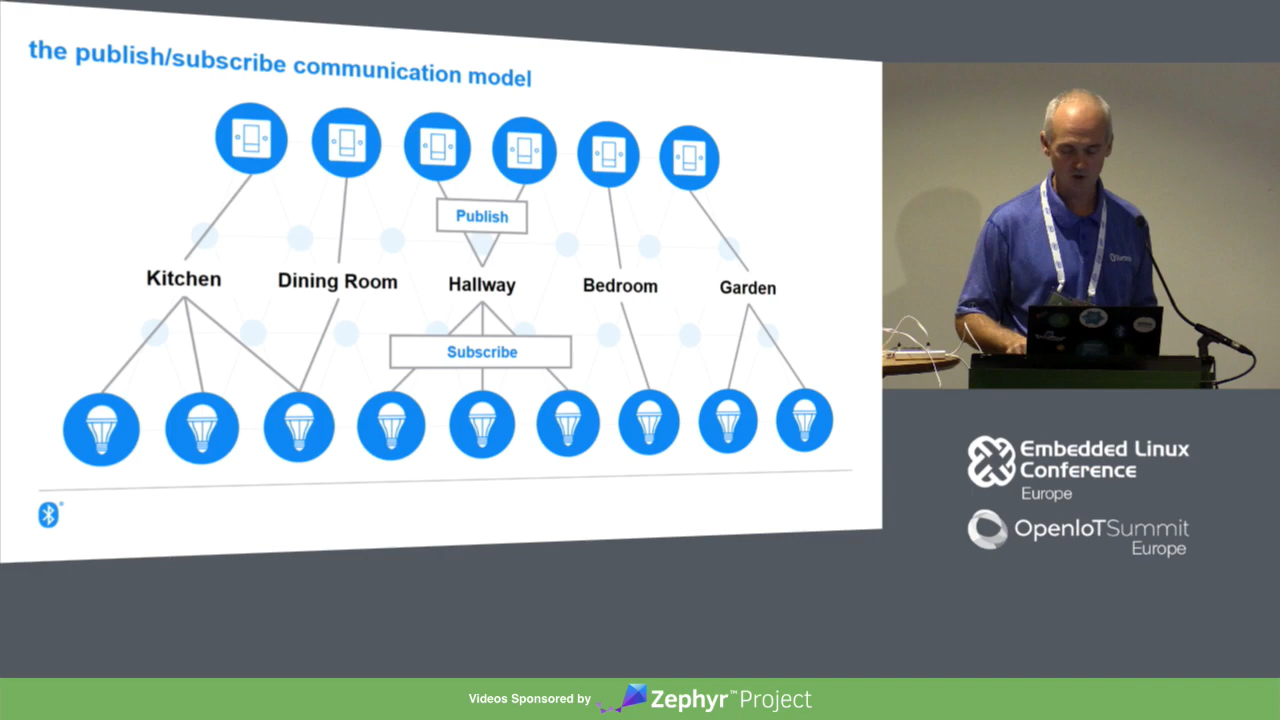 the publish/subscribe communication model
Publish
Kitchen
Dining Room
Hallway
Bedroom
Garden
Subscribe
Embedded Linux
Conference
Europe
OpenIoTSummit
Europe
Videos Sponsored by
Zephyr™Project